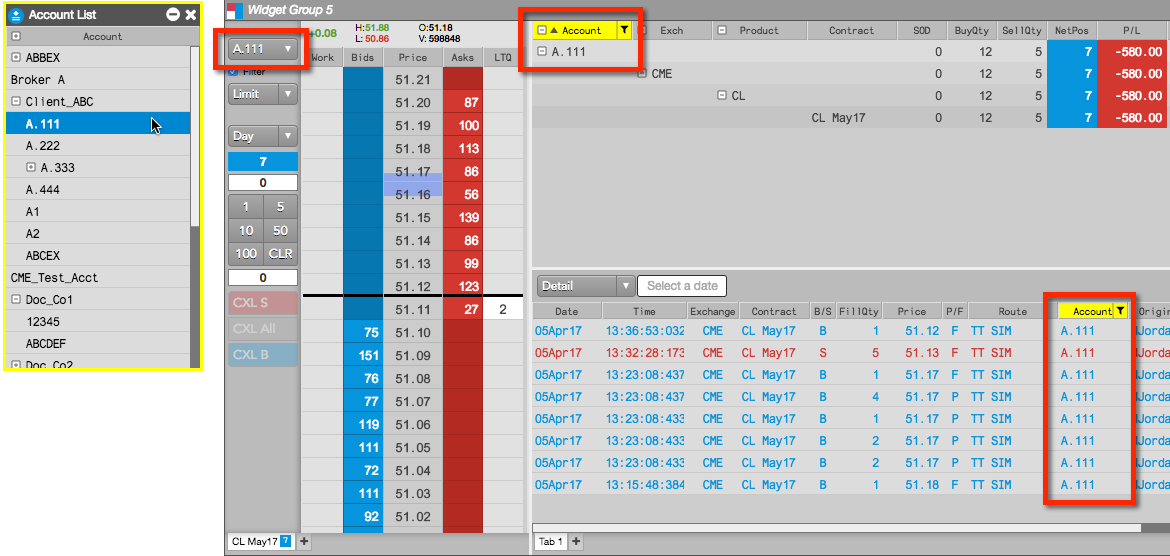 Account List
Account
ABBEX
Broker A
Client_ABC
A.111
A.222
A.333
A.444
A1
A2
ABCEX
CME_Test_Acct
Doc_Co1
12345
ABCDEF
Doc_Co2
Widget Group 5
+0.08 H:51.88 O:51.18
L: 50.86 V: 598848
A.111
Filter
Limit
Day
7
0
1 5
10 50
100 CLR
0
CXL S
CXL All
CXL B
Work Bids Price Asks LTQ
51.21
51.20 87
51.19 100
51.18 113
51.17 86
51.16 56
51.15 139
51.14 86
51.13 99
51.12 123
51.11 27 2
75 51.10
151 51.09
76 51.08
77 51.07
119 51.06
111 51.05
72 51.04
111 51.03
92 51.02
CL May17 7 +
Account Exch Product Contract SOD BuyQty SellQty NetPos P/L
A.111 0 12 5 7 -580.00
CME 0 12 5 7 -580.00
CL 0 12 5 7 -580.00
CL May17 0 12 5 7 -580.00
Detail Select a date
Date Time Exchange Contract B/S FillQty Price P/F Route Account Origin
05Apr17 13:36:53:032 CME CL May17 B 1 51.12 F TT SIM A.111 MJorda
05Apr17 13:32:28:173 CME CL May17 S 5 51.13 F TT SIM A.111 MJorda
05Apr17 13:23:08:437 CME CL May17 B 1 51.17 F TT SIM A.111 MJorda
05Apr17 13:23:08:437 CME CL May17 B 4 51.17 P TT SIM A.111 MJorda
05Apr17 13:23:08:433 CME CL May17 B 1 51.17 P TT SIM A.111 MJorda
05Apr17 13:23:08:433 CME CL May17 B 2 51.17 P TT SIM A.111 MJorda
05Apr17 13:23:08:433 CME CL May17 B 2 51.17 P TT SIM A.111 MJorda
05Apr17 13:15:48:384 CME CL May17 B 1 51.18 F TT SIM A.111 MJorda
Tab 1 +